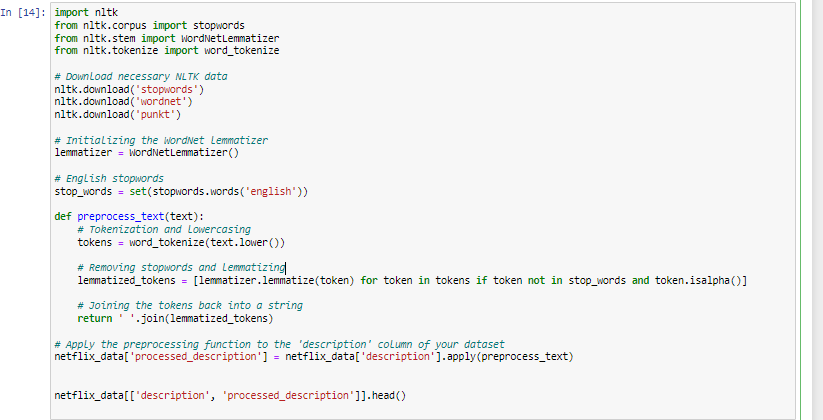 In [14]: import nltk
from nltk.corpus import stopwords
from nltk.stem import WordNetLemmatizer
from nltk.tokenize import word_tokenize
# Download necessary NLTK data
nltk.download('stopwords')
nltk.download('wordnet')
nltk.download('punkt')
# Initializing the WordNet Lemmatizer
lemmatizer = WordNetLemmatizer()
# English stopwords
stop_words = set(stopwords.words('english'))
def preprocess_text(text):
    # Tokenization and Lowercasing
    tokens = word_tokenize(text.lower())
    # Removing stopwords and Lemmatizing
    lemmatized_tokens = [lemmatizer.lemmatize(token) for token in tokens if token not in stop_words and token.isalpha()]
    # Joining the tokens back into a string
    return ' '.join(lemmatized_tokens)
# Apply the preprocessing function to the 'description' column of your dataset
netflix_data['processed_description'] = netflix_data['description'].apply(preprocess_text)
netflix_data[['description', 'processed_description']].head()